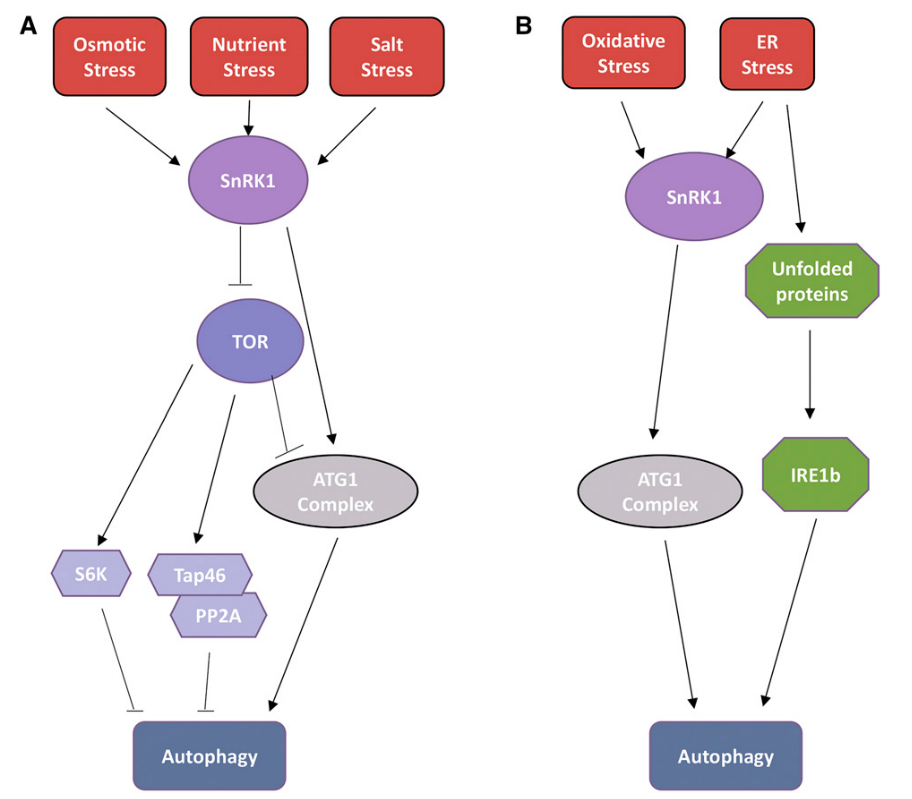 A
Osmotic
Stress
Nutrient
Stress
Salt
Stress
SnRK1
TOR
ATG1
Complex
S6K
Tap46
PP2A
Autophagy
B
Oxidative
Stress
ER
Stress
SnRK1
Unfolded
proteins
ATG1
Complex
IRE1b
Autophagy